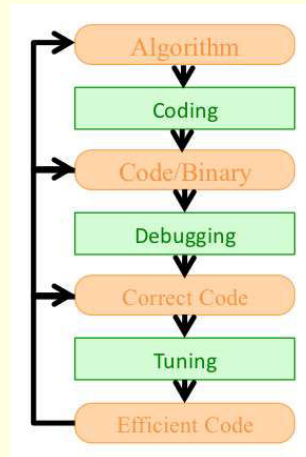 Algorithm
Coding
Code/Binary
Debugging
Correct Code
Tuning
Efficient Code